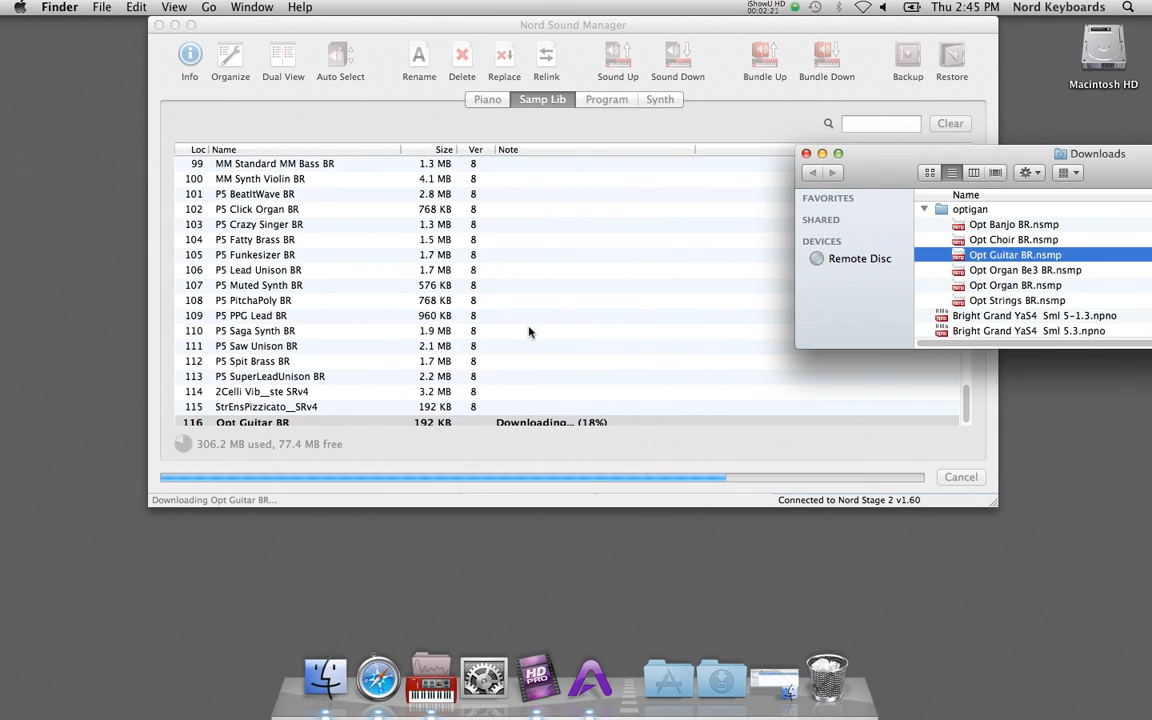 Finder File Edit View Go Window Help iShowU HD 00:02:21 Thu 2:45 PM Nord Keyboards
Nord Sound Manager
Info Organize Dual View Auto Select Rename Delete Replace Relink Sound Up Sound Down Bundle Up Bundle Down Backup Restore
Macintosh HD
Piano Samp Lib Program Synth
Clear
Loc Name Size Ver Note
99 MM Standard MM Bass BR 1.3 MB 8
100 MM Synth Violin BR 4.1 MB 8
101 P5 BeatItWave BR 2.8 MB 8
102 P5 Click Organ BR 768 KB 8
103 P5 Crazy Singer BR 1.3 MB 8
104 P5 Fatty Brass BR 1.5 MB 8
105 P5 Funkesizer BR 1.7 MB 8
106 P5 Lead Unison BR 1.7 MB 8
107 P5 Muted Synth BR 576 KB 8
108 P5 PitchaPoly BR 768 KB 8
109 P5 PPG Lead BR 960 KB 8
110 P5 Saga Synth BR 1.9 MB 8
111 P5 Saw Unison BR 2.1 MB 8
112 P5 Spit Brass BR 1.7 MB 8
113 P5 SuperLeadUnison BR 2.2 MB 8
114 2Celli Vib__ste SRv4 3.2 MB 8
115 StrEnsPizzicato__SRv4 192 KB 8
116 Opt Guitar BR 192 KB Downloading... (18%)
306.2 MB used, 77.4 MB free
Cancel
Downloading Opt Guitar BR...
Connected to Nord Stage 2 v1.60
Downloads
FAVORITES
SHARED
DEVICES
Remote Disc
Name
optigan
Opt Banjo BR.nsmp
Opt Choir BR.nsmp
Opt Guitar BR.nsmp
Opt Organ Be3 BR.nsmp
Opt Organ BR.nsmp
Opt Strings BR.nsmp
Bright Grand YaS4 Sml 5-1.3.npno
Bright Grand YaS4 Sml 5.3.npno
HD PRO